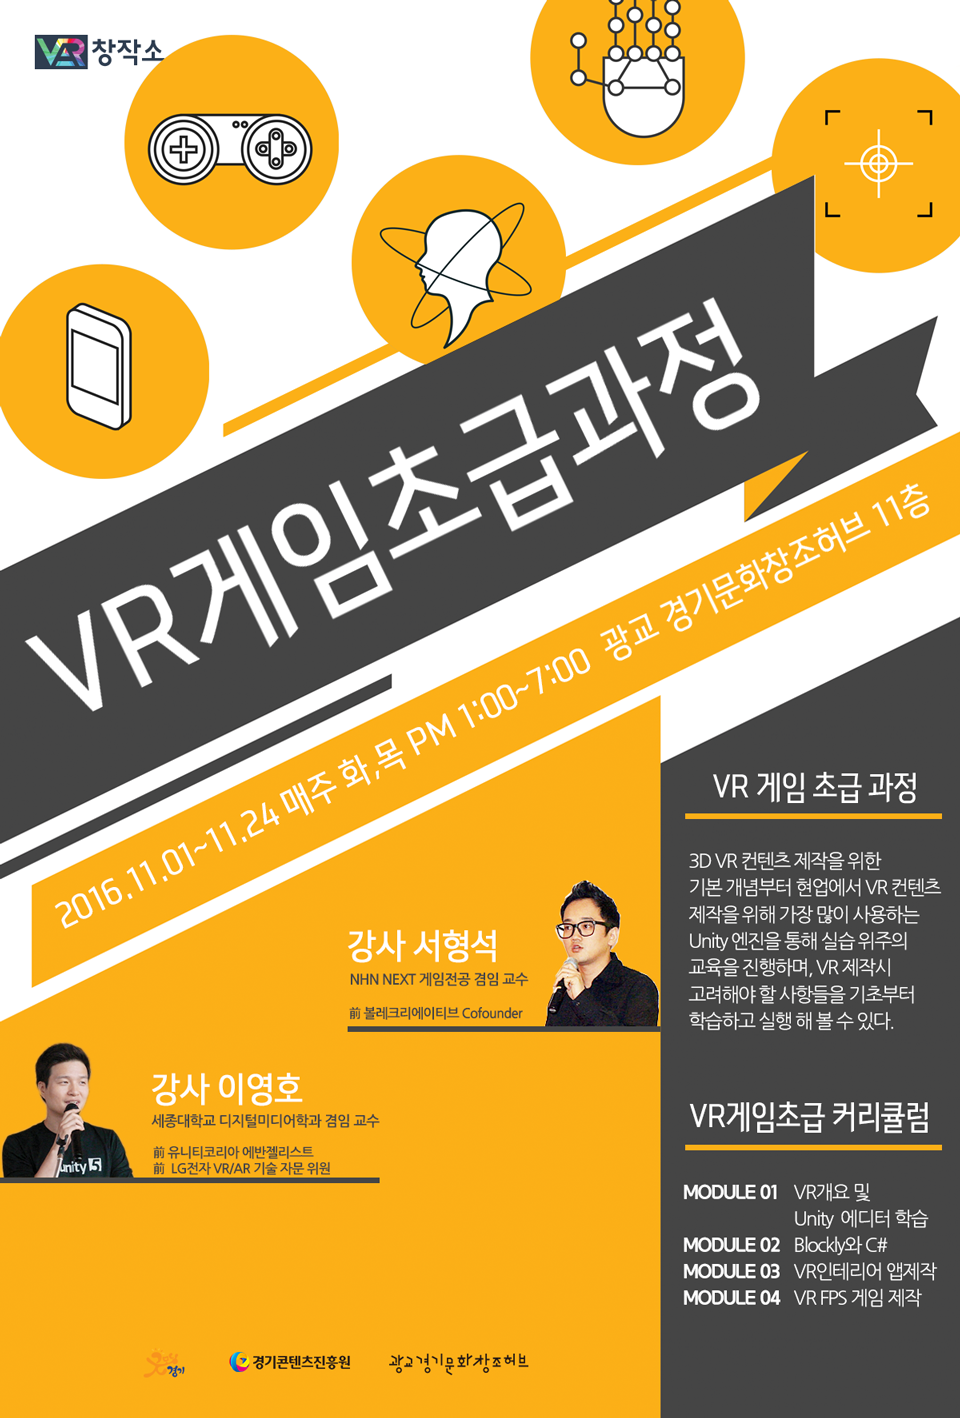 VR 창작소
VR게임초급과정
2016.11.01~11.24 매주 화,목 PM 1:00~7:00 광교 경기문화창조허브 11층
강사 서형석
NHN NEXT 게임전공 겸임 교수
前 볼레크리에이티브 Cofounder
강사 이영호
세종대학교 디지털미디어학과 겸임 교수
前 유니티코리아 에반젤리스트
前 LG전자 VR/AR 기술 자문 위원
unity 5
VR 게임 초급 과정
3D VR 컨텐츠 제작을 위한
기본 개념부터 현업에서 VR 컨텐츠
제작을 위해 가장 많이 사용하는
Unity 엔진을 통해 실습 위주의
교육을 진행하며, VR 제작시
고려해야 할 사항들을 기초부터
학습하고 실행 해 볼 수 있다.
VR게임초급 커리큘럼
MODULE 01 VR개요 및
Unity 에디터 학습
MODULE 02 Blockly와 C#
MODULE 03 VR인테리어 앱제작
MODULE 04 VR FPS 게임 제작
경기
경기콘텐츠진흥원
광교경기문화창조허브